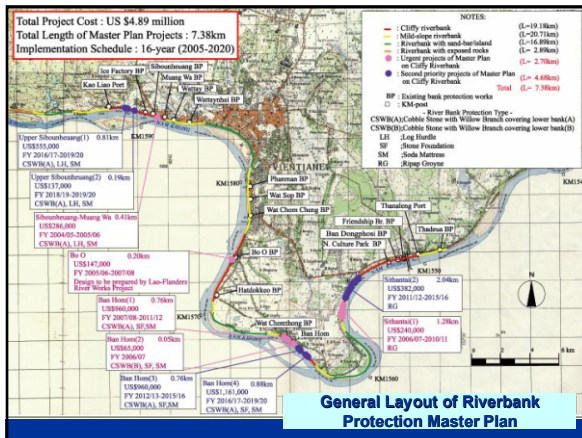 Total Project Cost : US $4.89 million
Total Length of Master Plan Projects : 7.38km
Implementation Schedule : 16-year (2005-2020)
NOTES:
: Cliffy riverbank (L=19.18km)
: Mild-slope riverbank (L=20.71km)
: Riverbank with sand-bar/island (L=16.89km)
: Riverbank with exposed rocks (L= 2.89km)
: Urgent projects of Master Plan on Cliffy Riverbank (L= 2.70km)
: Second priority projects of Master Plan on Cliffy Riverbank (L= 4.68km)
Total (L= 7.38km)
BP : Existing bank protection works
: KM-post
- River Bank Protection Type -
CSWB(A);Cobble Stone with Willow Branch covering lower bank(A)
CSWB(B);Cobble Stone with Willow Branch covering lower bank(B)
LH ;Log Hurdle
SF ;Stone Foundation
SM ;Soda Mattress
RG ;Ripap Groyne
Sibounheuang BP
Ice Factory BP
Muang Wa BP
Kao Liao Port
Wattay BP
Wattaynhai BP
KM1590
Upper Sibounheuang(1) 0.81km
US$555,000
FY 2016/17-2019/20
CSWB(A), LH, SM
Upper Sibounheuang(2) 0.19km
US$137,000
FY 2018/19-2019/20
CSWB(A), LH, SM
Sibounheuang-Muang Wa 0.41km
US$286,000
FY 2004/05-2005/06
CSWB(A), LH, SM
Bo O 0.20km
US$147,000
FY 2005/06-2007/08
Design to be prepared by Lao-Flanders
River Works Project
Ban Hom(1) 0.76km
US$960,000
FY 2007/08-2011/12
CSWB(A), SF,SM
Ban Hom(2) 0.05km
US$65,000
FY 2006/07
CSWB(B), SF, SM
Ban Hom(3) 0.76km
US$960,000
FY 2012/13-2015/16
CSWB(A), SF,SM
Ban Hom(4) 0.88km
US$1,161,000
FY 2016/17-2019/20
CSWB(A), SF, SM
VIENTIANE
KM1580
Phanman BP
Wat Sop BP
Wat Chom Cheng BP
Bo O BP
Hatdokkeo BP
KM1570
Wat Chomthong BP
Ban Hom
KM1560
Thanaleng Port
Friendship Br. BP
Thadeua BP
Ban Dongphosi BP
N. Culture Park BP
KM1550
KM1540
Sithantai(2) 2.04km
US$382,000
FY 2011/12-2015/16
RG
Sithantai(1) 1.28km
US$240,000
FY 2006/07-2010/11
RG
N
0 2 4 6 km
General Layout of Riverbank
Protection Master Plan